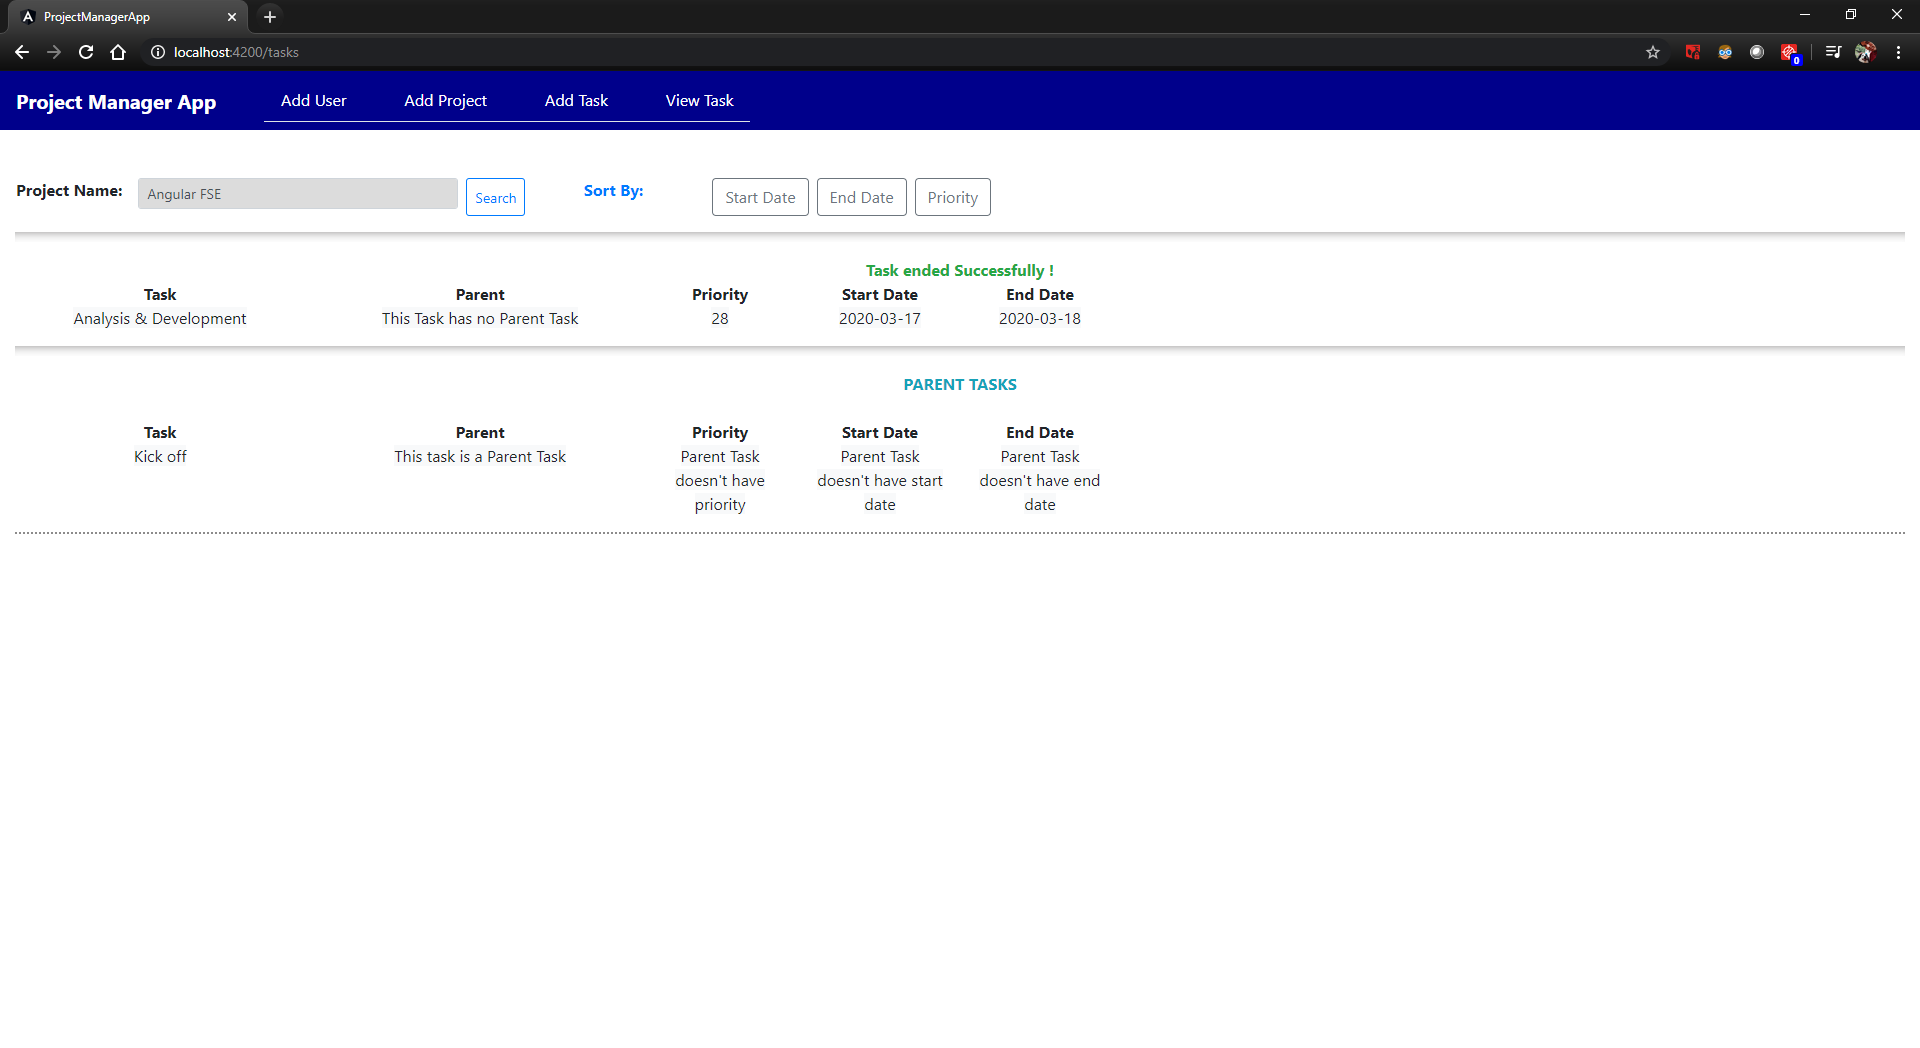 ProjectManagerApp
localhost:4200/tasks
0
Project Manager App Add User Add Project Add Task View Task
Project Name: Angular FSE Search Sort By: Start Date End Date Priority
Task ended Successfully !
Task Parent Priority Start Date End Date
Analysis & Development This Task has no Parent Task 28 2020-03-17 2020-03-18
PARENT TASKS
Task Parent Priority Start Date End Date
Kick off This task is a Parent Task Parent Task Parent Task Parent Task
doesn't have doesn't have start doesn't have end
priority date date